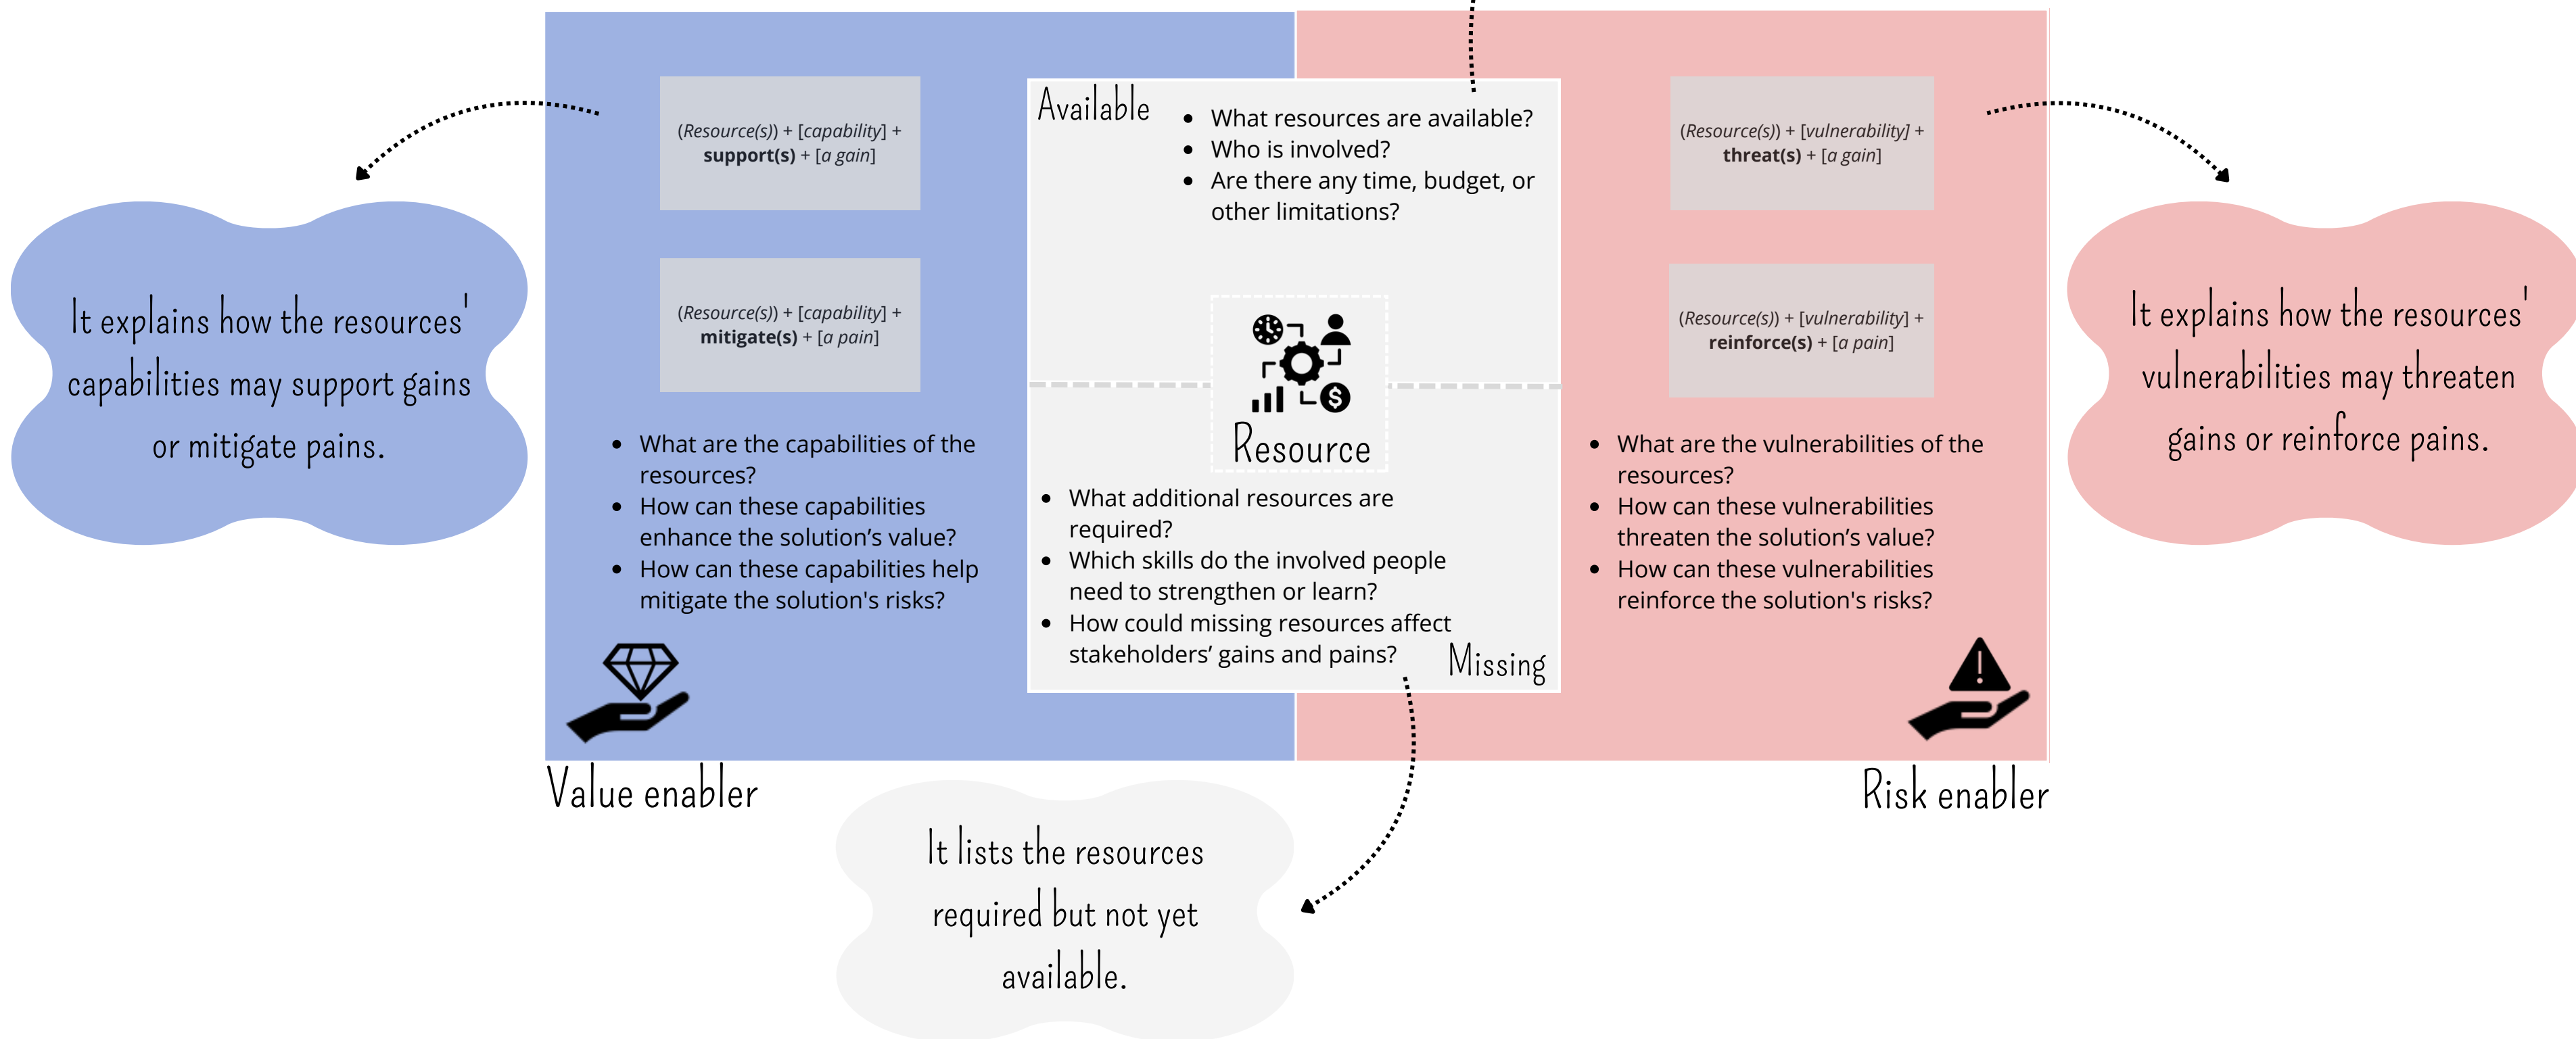 It explains how the resources'
capabilities may support gains
or mitigate pains.
(Resource(s)) + [capability] +
support(s) + [a gain]
(Resource(s)) + [capability] +
mitigate(s) + [a pain]
• What are the capabilities of the
resources?
• How can these capabilities
enhance the solution’s value?
• How can these capabilities help
mitigate the solution's risks?
Value enabler
Available
• What resources are available?
• Who is involved?
• Are there any time, budget, or
other limitations?
$
Resource
• What additional resources are
required?
• Which skills do the involved people
need to strengthen or learn?
• How could missing resources affect
stakeholders’ gains and pains?
Missing
It lists the resources
required but not yet
available.
(Resource(s)) + [vulnerability] +
threat(s) + [a gain]
(Resource(s)) + [vulnerability] +
reinforce(s) + [a pain]
• What are the vulnerabilities of the
resources?
• How can these vulnerabilities
threaten the solution’s value?
• How can these vulnerabilities
reinforce the solution's risks?
!
Risk enabler
It explains how the resources'
vulnerabilities may threaten
gains or reinforce pains.